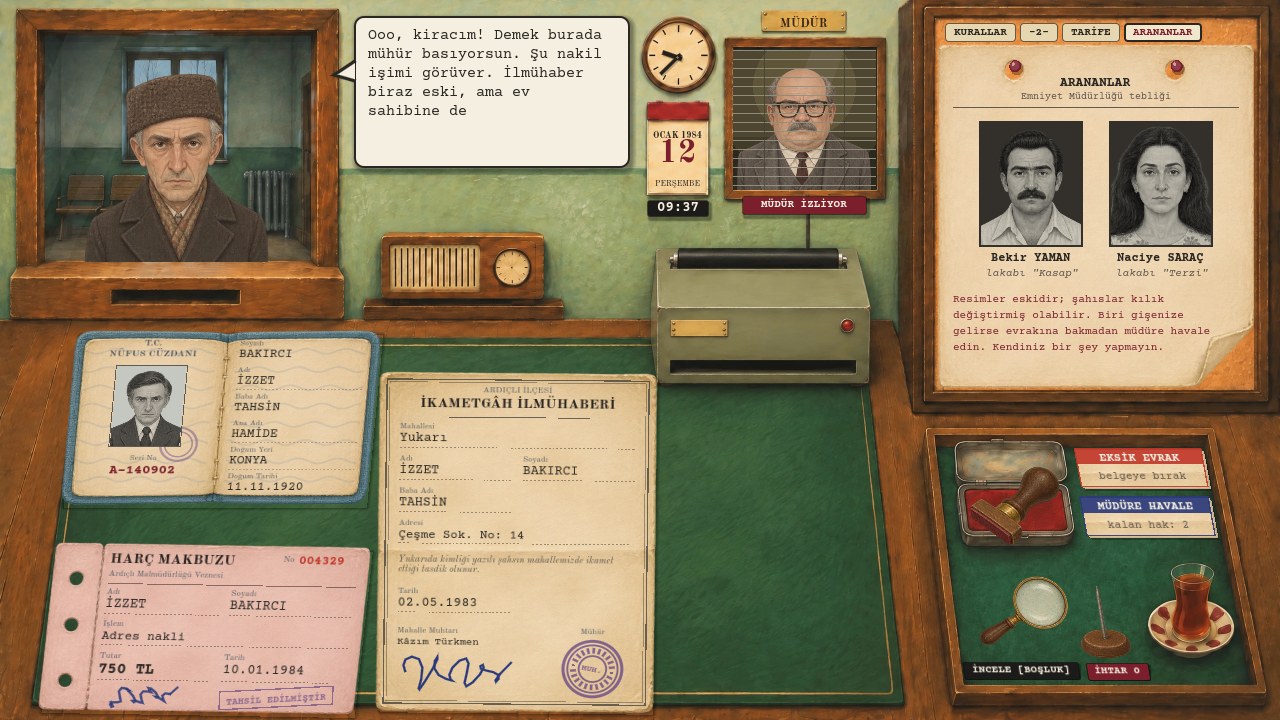 Ooo, kiracım! Demek burada
mühür basıyorsun. Şu nakil
işimi görüver. İlmühaber
biraz eski, ama ev
sahibine de
MÜDÜR
OCAK 1984
12
PERŞEMBE
09:37
MÜDÜR İZLİYOR
KURALLAR
-2-
TARİFE
ARANANLAR
ARANANLAR
Emniyet Müdürlüğü tebliği
Bekir YAMAN
lakabı "Kasap"
Naciye SARAÇ
lakabı "Terzi"
Resimler eskidir; şahıslar kılık
değiştirmiş olabilir. Biri gişenize
gelirse evrakına bakmadan müdüre havale
edin. Kendiniz bir şey yapmayın.
T.C.
NÜFUS CÜZDANI
Seri No
A-140902
Soyadı
BAKIRCI
Adı
İZZET
Baba Adı
TAHSİN
Ana Adı
HAMİDE
Doğum Yeri
KONYA
Doğum Tarihi
11.11.1920
ARDIÇLI İLÇESİ
İKAMETGÂH İLMÜHABERİ
Mahallesi
Yukarı
Adı
İZZET
Soyadı
BAKIRCI
Baba Adı
TAHSİN
Adresi
Çeşme Sok. No: 14
Yukarıda kimliği yazılı şahsın mahallemizde ikamet
ettiği tasdik olunur.
Tarih
02.05.1983
Mahalle Muhtarı
Kâzım Türkmen
Mühür
MUH.
HARÇ MAKBUZU
No 004329
Ardıçlı Malmüdürlüğü Veznesi
Adı
İZZET
Soyadı
BAKIRCI
İşlem
Adres nakli
Tutar
750 TL
Tarih
10.01.1984
TAHSİL EDİLMİŞTİR
EKSİK EVRAK
belgeye bırak
MÜDÜRE HAVALE
kalan hak: 2
İNCELE [BOŞLUK]
İHTAR 0